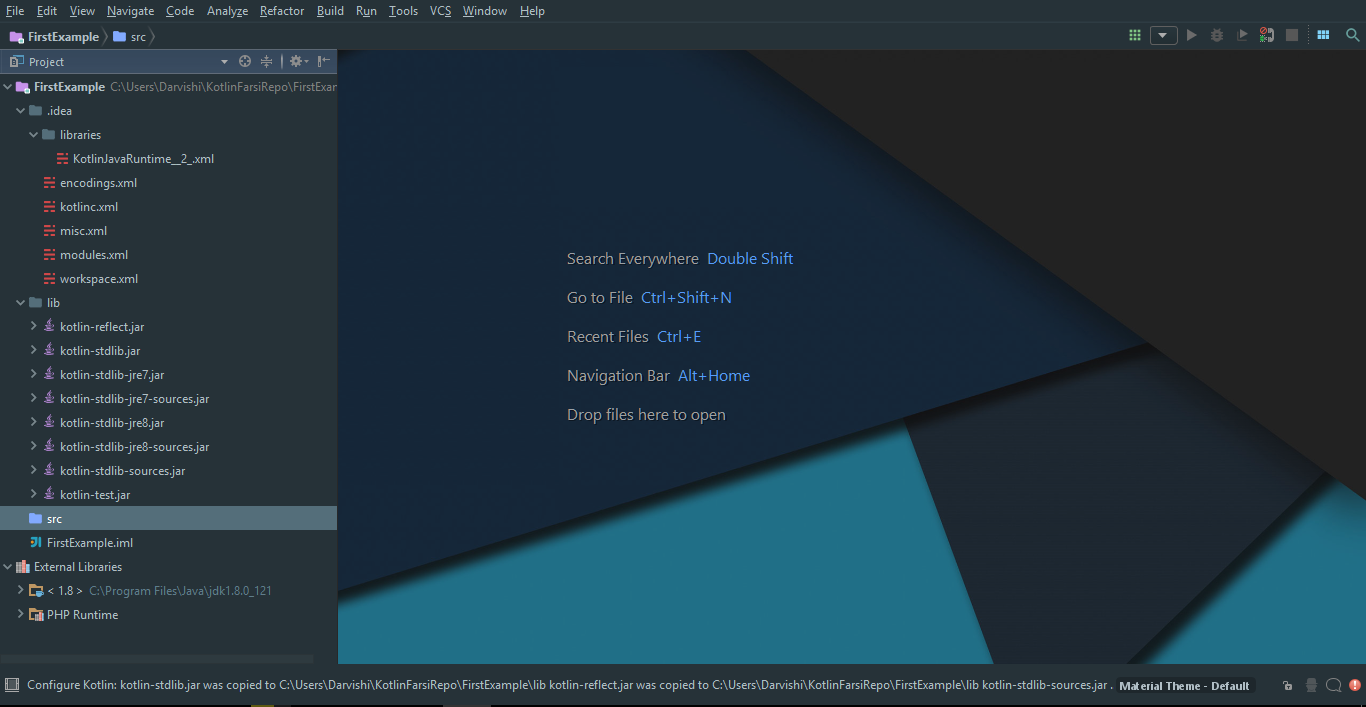 File Edit View Navigate Code Analyze Refactor Build Run Tools VCS Window Help
FirstExample src
Project
FirstExample C:\Users\Darvishi\KotlinFarsiRepo\FirstExar
.idea
libraries
KotlinJavaRuntime__2_.xml
encodings.xml
kotlinc.xml
misc.xml
modules.xml
workspace.xml
lib
kotlin-reflect.jar
kotlin-stdlib.jar
kotlin-stdlib-jre7.jar
kotlin-stdlib-jre7-sources.jar
kotlin-stdlib-jre8.jar
kotlin-stdlib-jre8-sources.jar
kotlin-stdlib-sources.jar
kotlin-test.jar
src
FirstExample.iml
External Libraries
< 1.8 > C:\Program Files\Java\jdk1.8.0_121
PHP Runtime
Search Everywhere Double Shift
Go to File Ctrl+Shift+N
Recent Files Ctrl+E
Navigation Bar Alt+Home
Drop files here to open
Configure Kotlin: kotlin-stdlib.jar was copied to C:\Users\Darvishi\KotlinFarsiRepo\FirstExample\lib kotlin-reflect.jar was copied to C:\Users\Darvishi\KotlinFarsiRepo\FirstExample\lib kotlin-stdlib-sources.jar . Material Theme - Default